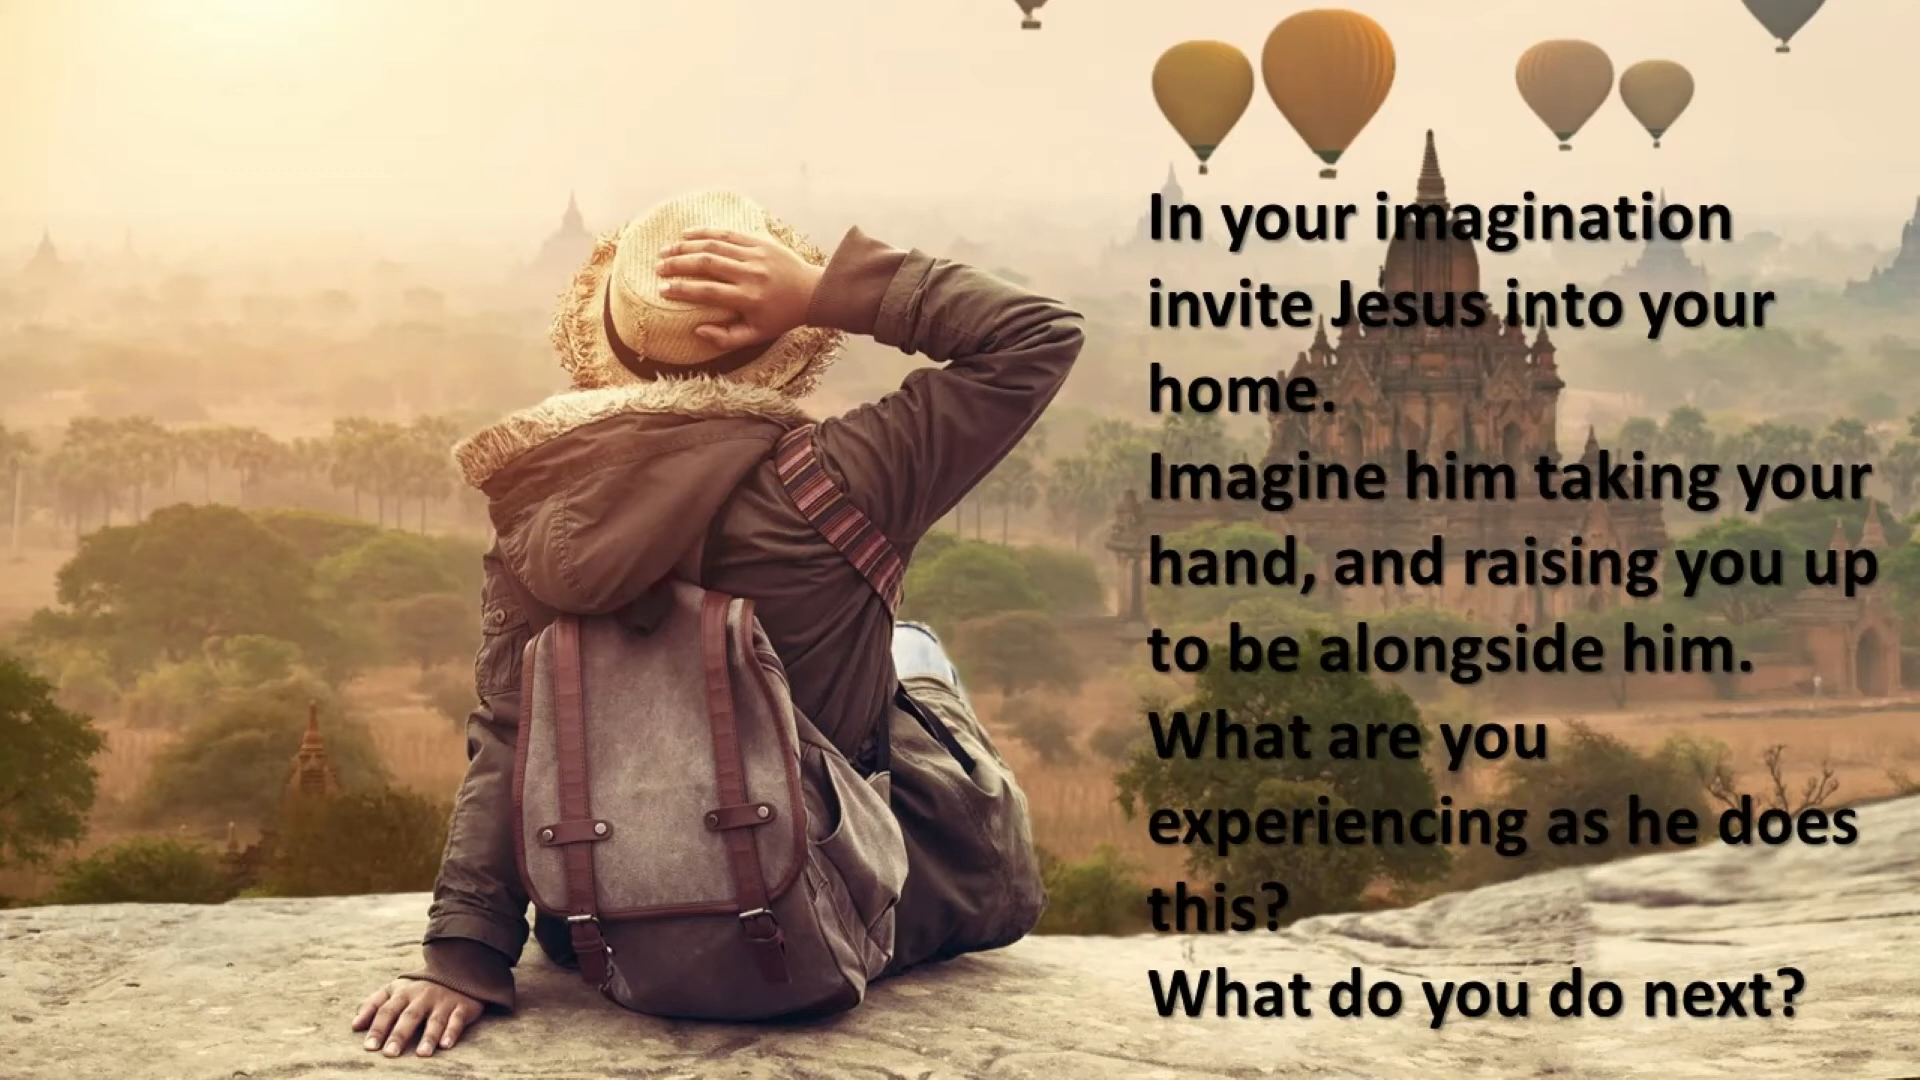 In your imagination
invite Jesus into your
home.
Imagine him taking your
hand, and raising you up
to be alongside him.
What are you
experiencing as he does
this?
What do you do next?